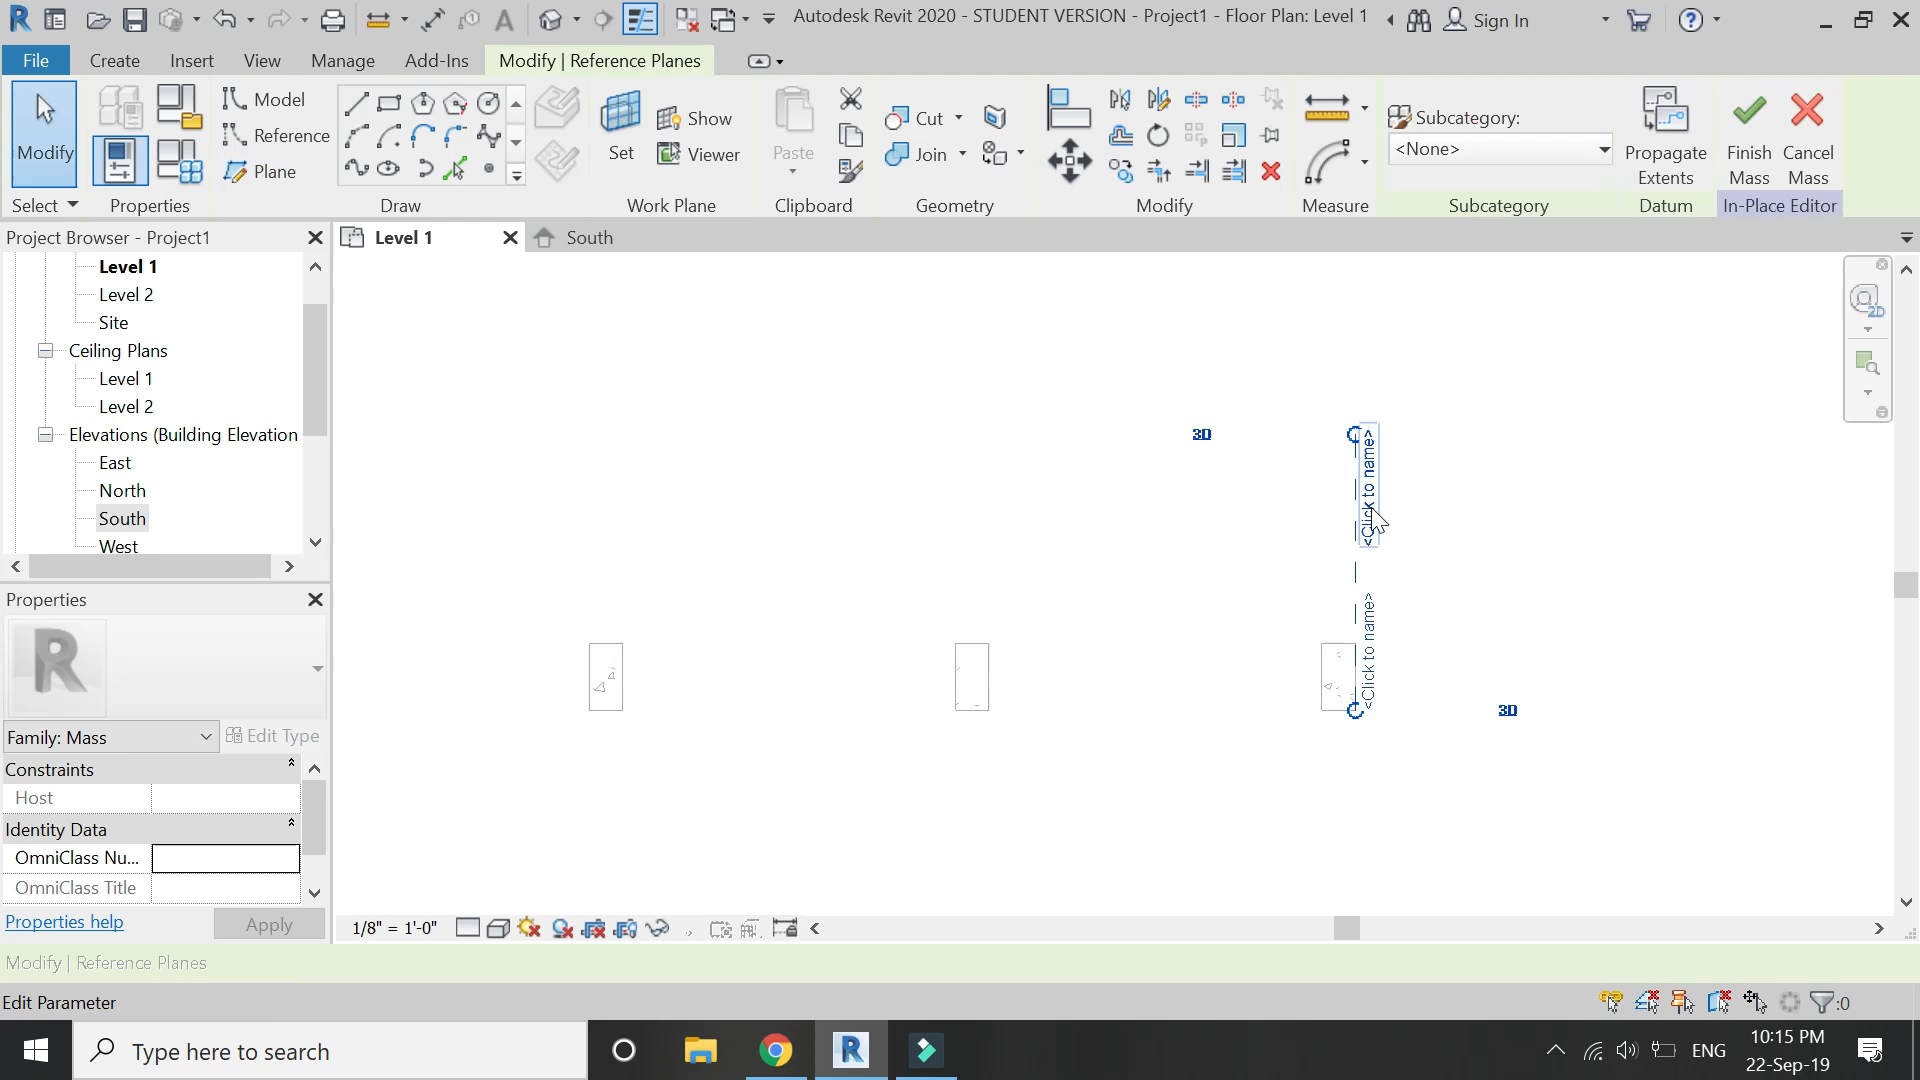 Autodesk Revit 2020 - STUDENT VERSION - Project1 - Floor Plan: Level 1
Sign In
File
Create
Insert
View
Manage
Add-Ins
Modify | Reference Planes
Modify
Model
Reference
Plane
Set
Show
Viewer
Paste
Cut
Join
Subcategory:
<None>
Propagate
Extents
Finish
Mass
Cancel
Mass
Select
Properties
Draw
Work Plane
Clipboard
Geometry
Modify
Measure
Subcategory
Datum
In-Place Editor
Project Browser - Project1
Level 1
South
Level 1
Level 2
Site
Ceiling Plans
Level 1
Level 2
Elevations (Building Elevation
East
North
South
West
2D
3D
<Click to name>
<Click to name>
3D
Properties
R
Family: Mass
Edit Type
Constraints
Host
Identity Data
OmniClass Nu...
OmniClass Title
Properties help
Apply
1/8" = 1'-0"
Modify | Reference Planes
Edit Parameter
:0
Type here to search
ENG
10:15 PM
22-Sep-19